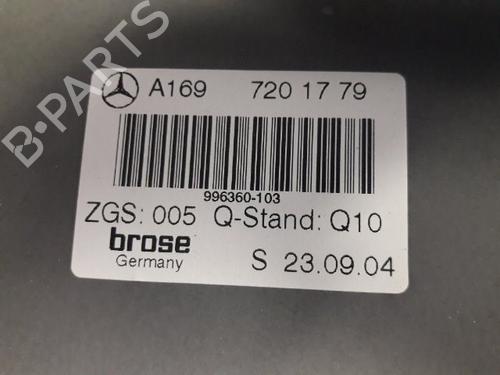 A169 720 17 79
996360-103
ZGS: 005 Q-Stand: Q10
brose
Germany
S 23.09.04
B-PARTS